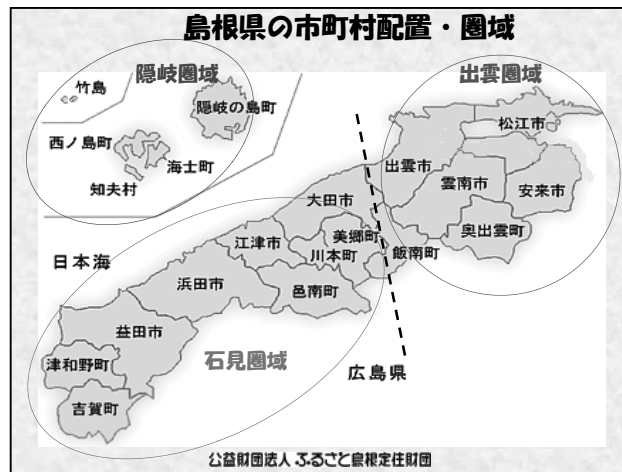 島根県の市町村配置・圏域
隠岐圏域
出雲圏域
竹島
隠岐の島町
西ノ島町
海士町
知夫村
松江市
出雲市
雲南市
安来市
奥出雲町
飯南町
大田市
美郷町
川本町
江津市
邑南町
浜田市
日本海
益田市
津和野町
吉賀町
石見圏域
広島県
公益財団法人 ふるさと島根定住財団